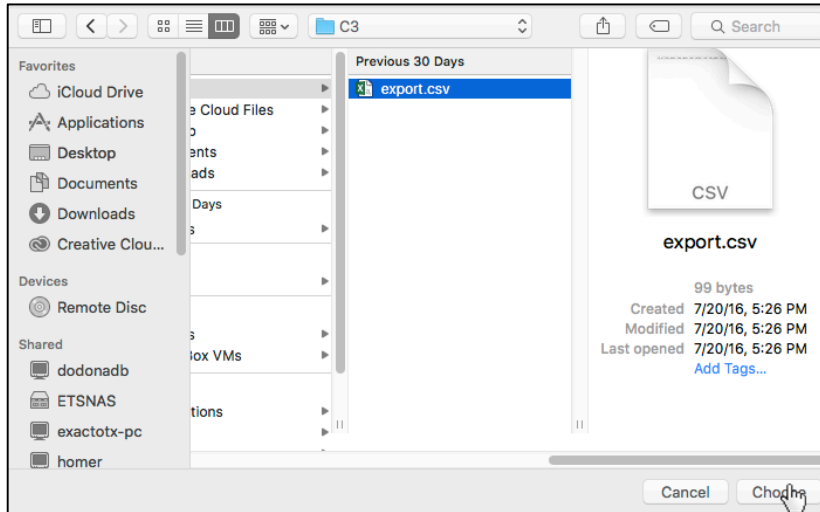 C3
Search
Favorites
iCloud Drive
Applications
Desktop
Documents
Downloads
Creative Clou...
Devices
Remote Disc
Shared
dodonadb
ETSNAS
exactotx-pc
homer
e Cloud Files
ents
ads
Days
s
s
ox VMs
tions
Previous 30 Days
export.csv
CSV
export.csv
99 bytes
Created 7/20/16, 5:26 PM
Modified 7/20/16, 5:26 PM
Last opened 7/20/16, 5:26 PM
Add Tags...
Cancel